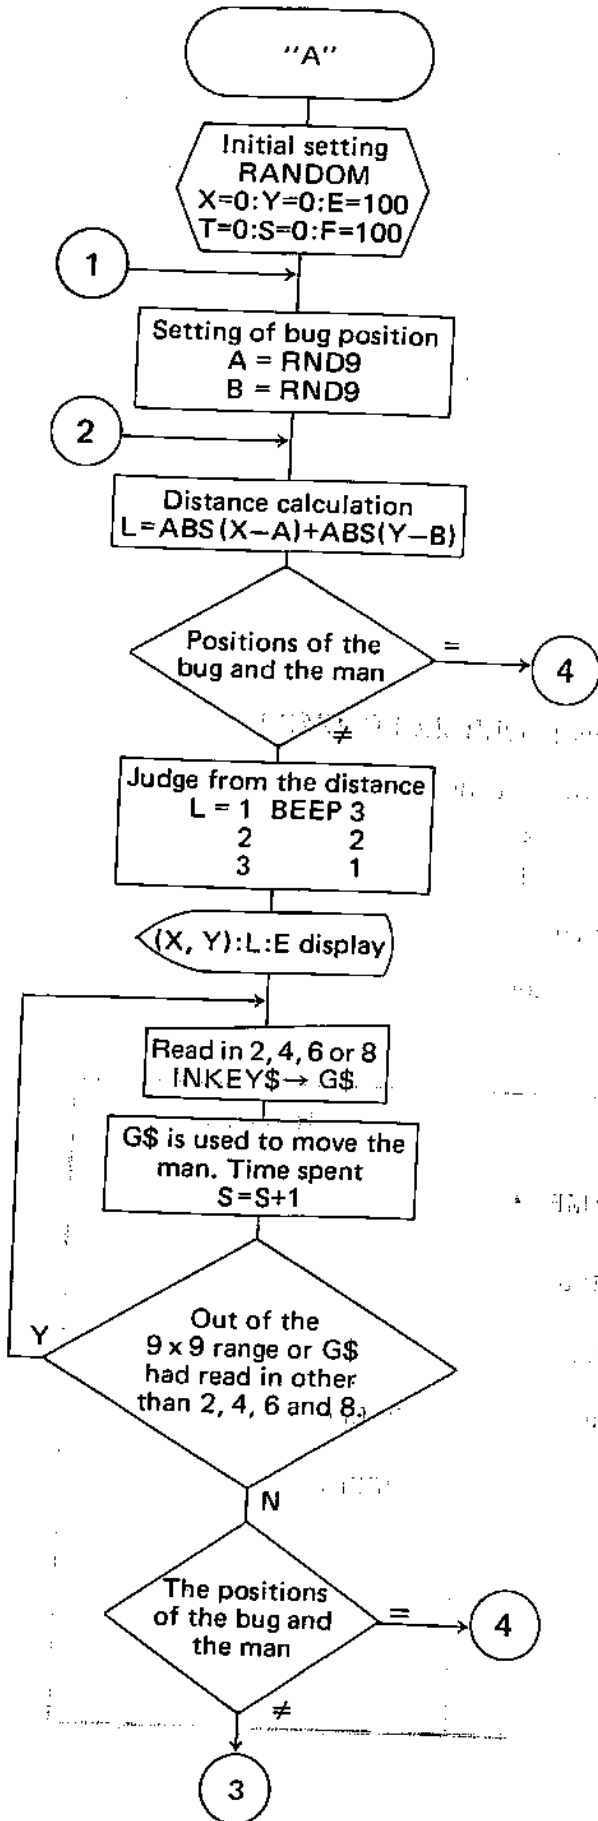 "A"
Initial setting
RANDOM
X=0:Y=0:E=100
T=0:S=0:F=100
1
Setting of bug position
A = RND9
B = RND9
2
Distance calculation
L=ABS(X−A)+ABS(Y−B)
Positions of the
bug and the man
=
4
≠
Judge from the distance
L = 1 BEEP 3
2 2
3 1
(X, Y):L:E display
Read in 2, 4, 6 or 8
INKEY$→ G$
G$ is used to move the
man. Time spent
S=S+1
Y
Out of the
9 x 9 range or G$
had read in other
than 2, 4, 6 and 8.
N
The positions
of the bug and
the man
=
4
≠
3